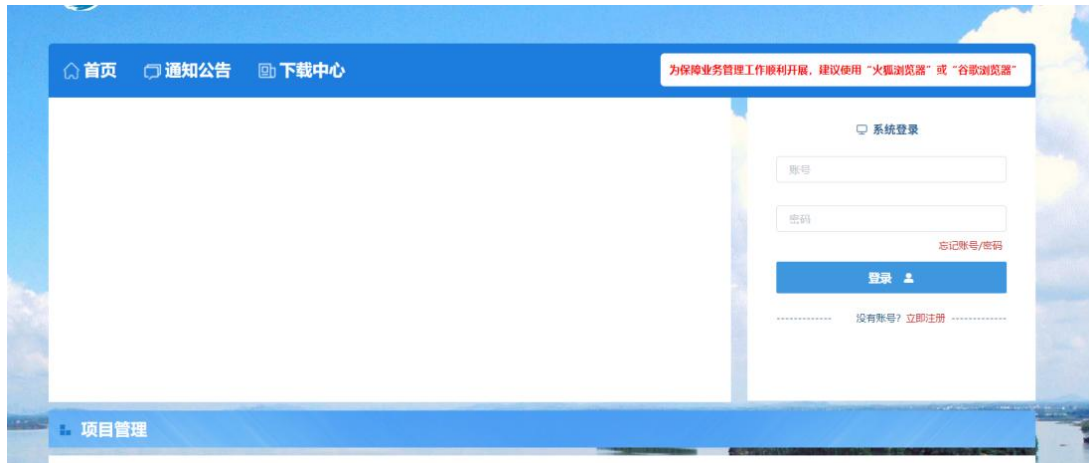 首页
通知公告
下载中心
为保障业务管理工作顺利开展，建议使用“火狐浏览器”或“谷歌浏览器”
系统登录
账号
密码
忘记账号/密码
登录
------------ 没有账号？立即注册 ------------
项目管理